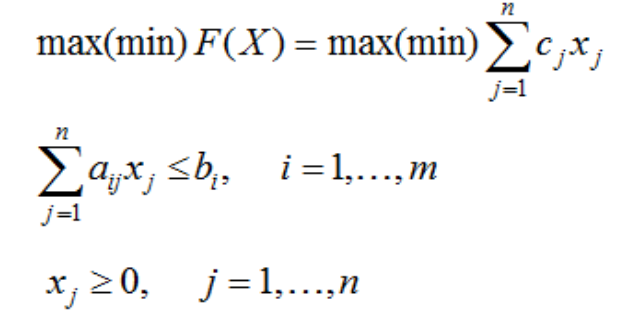 max(min) F(X) = max(min) ∑_{j=1}^{n} c_j x_j
∑_{j=1}^{n} a_{ij} x_j ≤ b_i, i = 1,…,m
x_j ≥ 0, j = 1,…,n